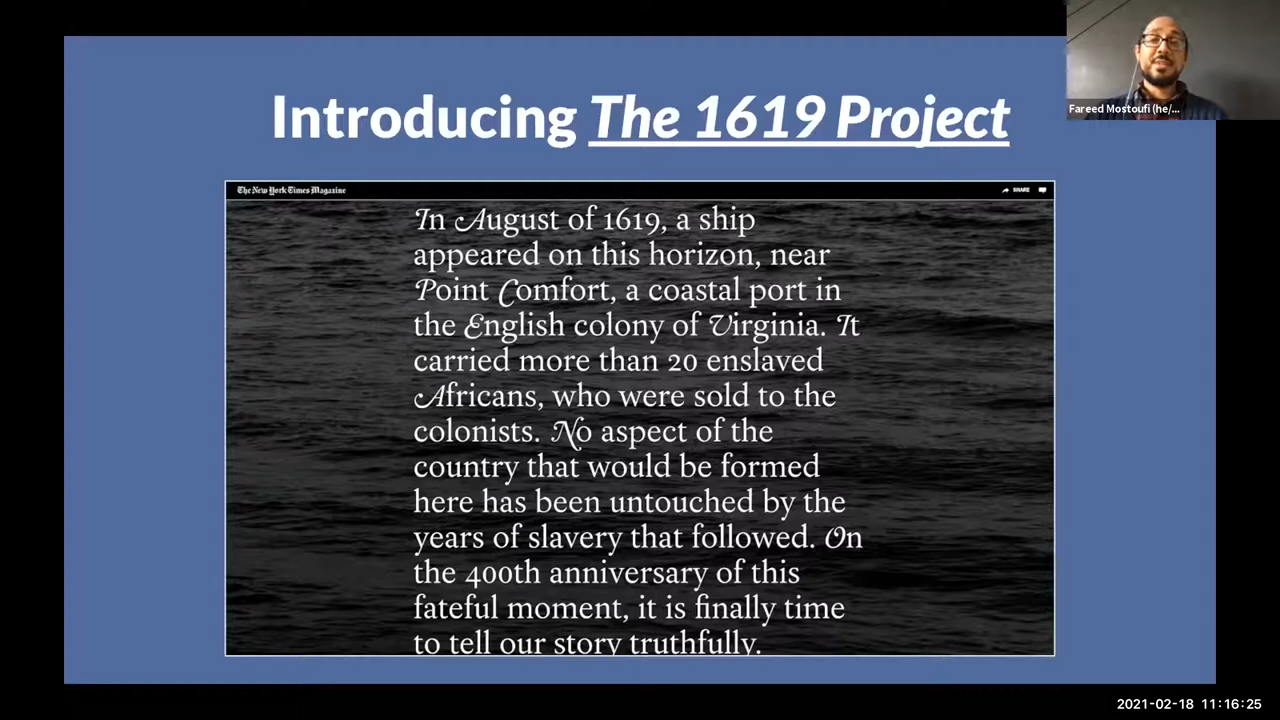 Introducing The 1619 Project
Fareed Mostoufi (he/...
The New York Times Magazine
SHARE
In August of 1619, a ship
appeared on this horizon, near
Point Comfort, a coastal port in
the English colony of Virginia. It
carried more than 20 enslaved
Africans, who were sold to the
colonists. No aspect of the
country that would be formed
here has been untouched by the
years of slavery that followed. On
the 400th anniversary of this
fateful moment, it is finally time
to tell our story truthfully.
2021-02-18 11:16:25